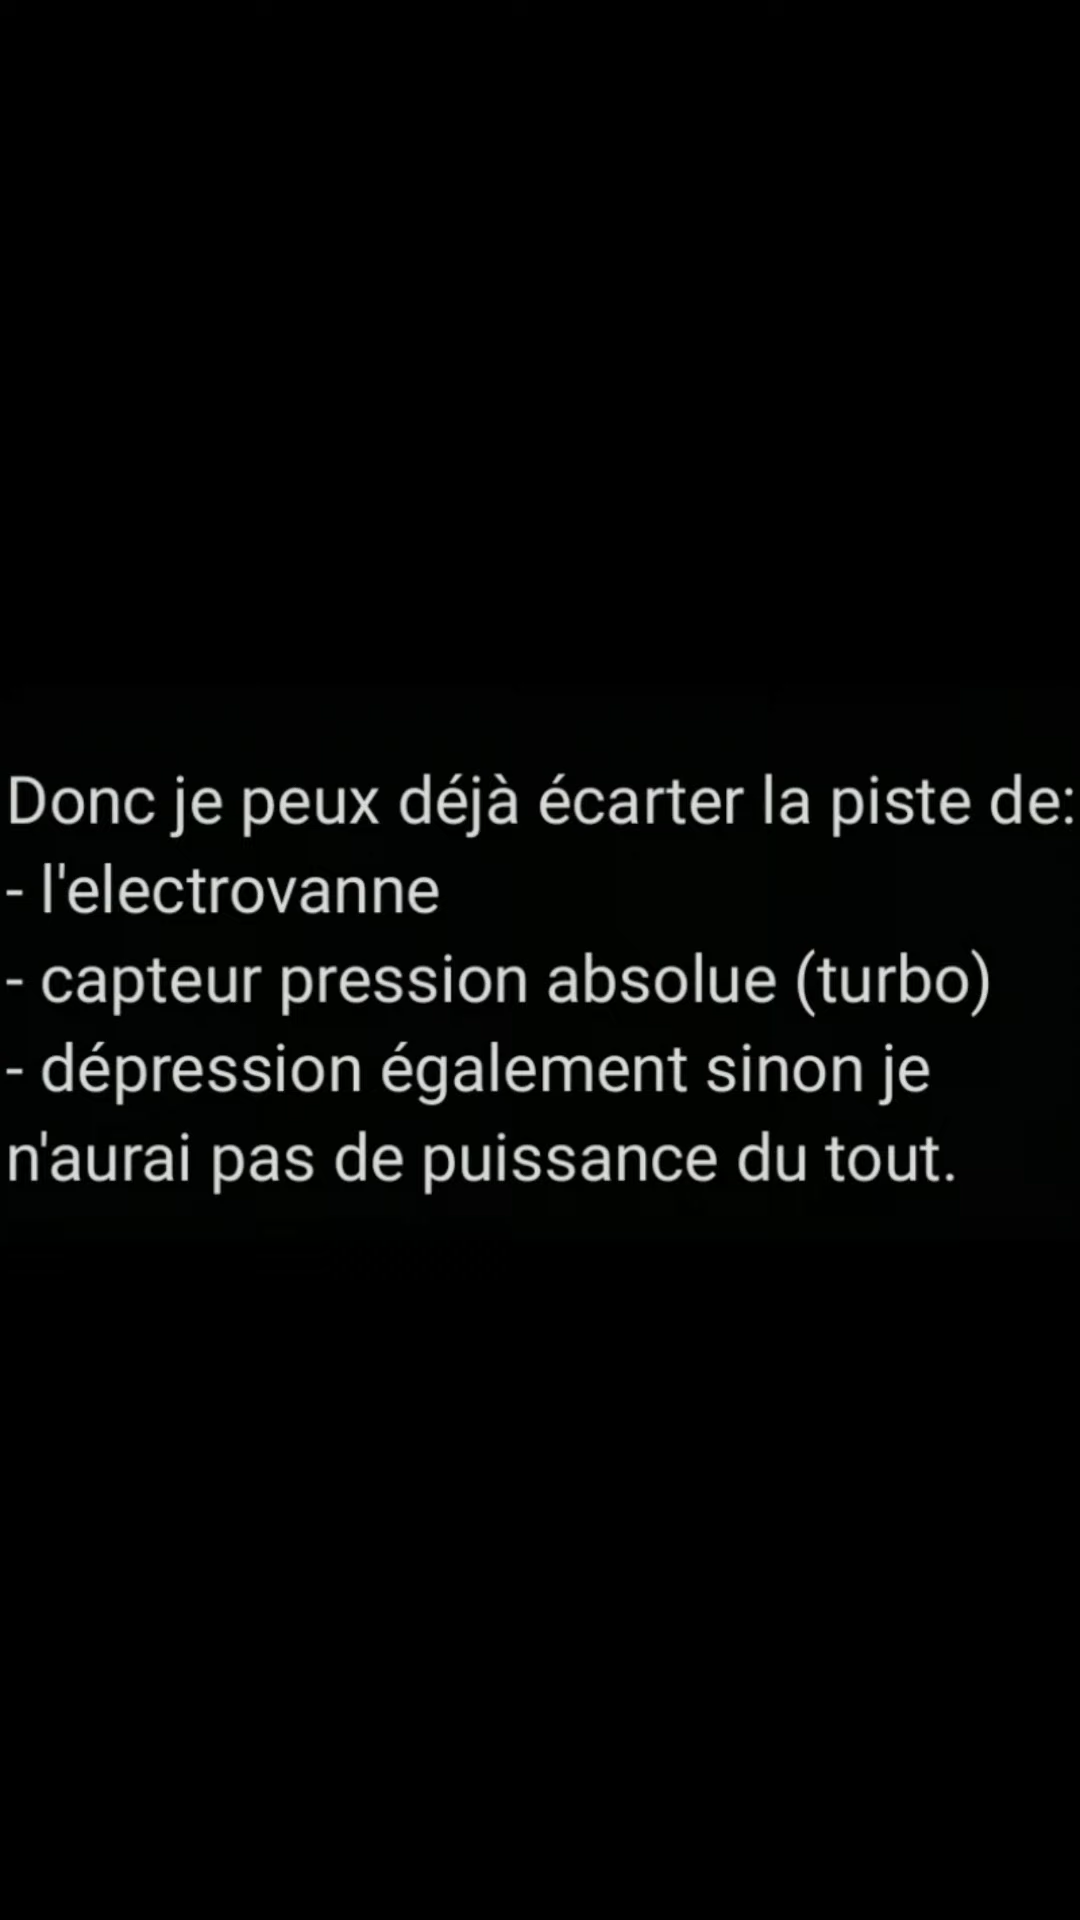 Donc je peux déjà écarter la piste de:
- l'electrovanne
- capteur pression absolue (turbo)
- dépression également sinon je
n'aurai pas de puissance du tout.